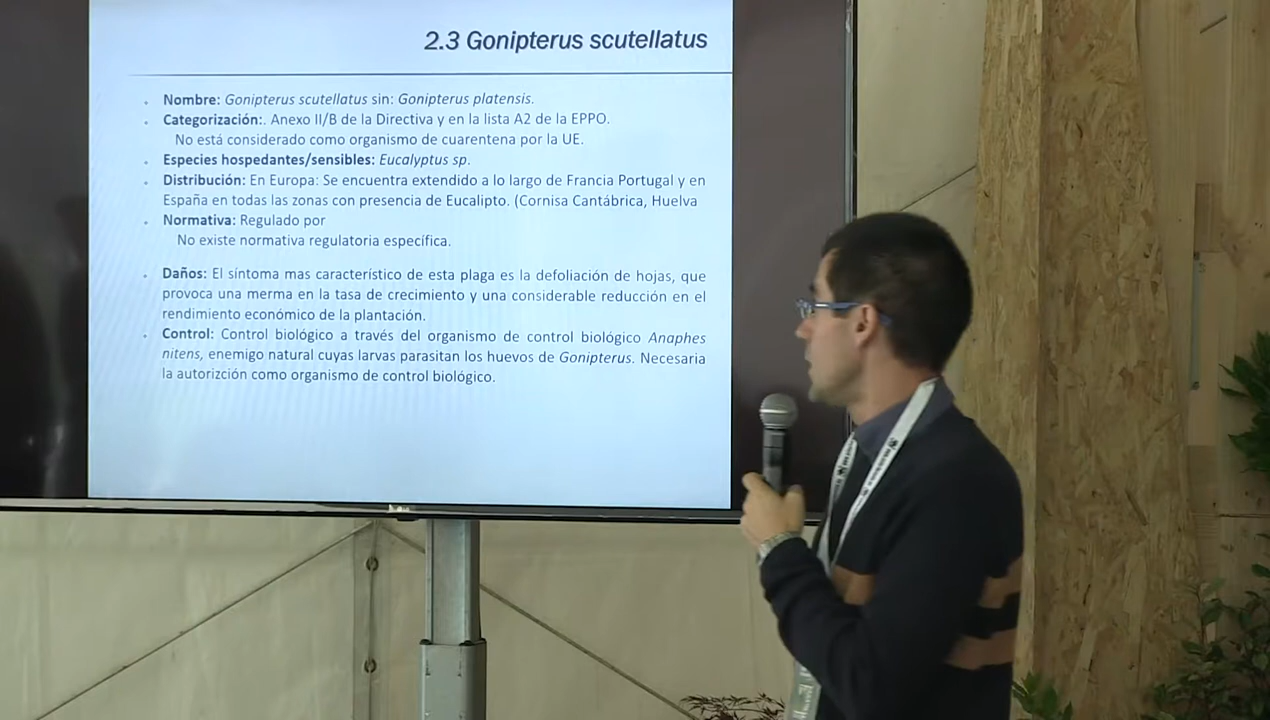 2.3 Gonipterus scutellatus
Nombre: Gonipterus scutellatus sin: Gonipterus platensis.
Categorización:. Anexo II/B de la Directiva y en la lista A2 de la EPPO.
No está considerado como organismo de cuarentena por la UE.
Especies hospedantes/sensibles: Eucalyptus sp.
Distribución: En Europa: Se encuentra extendido a lo largo de Francia Portugal y en
España en todas las zonas con presencia de Eucalipto. (Cornisa Cantábrica, Huelva
Normativa: Regulado por
No existe normativa regulatoria específica.
Daños: El síntoma mas característico de esta plaga es la defoliación de hojas, que
provoca una merma en la tasa de crecimiento y una considerable reducción en el
rendimiento económico de la plantación.
Control: Control biológico a través del organismo de control biológico Anaphes
nitens, enemigo natural cuyas larvas parasitan los huevos de Gonipterus. Necesaria
la autorizción como organismo de control biológico.